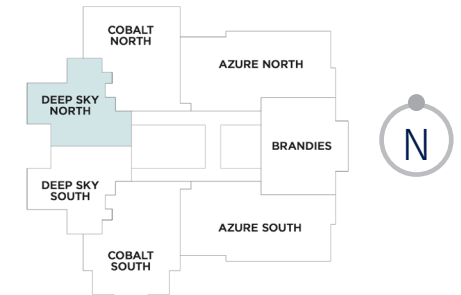 COBALT
NORTH
AZURE NORTH
DEEP SKY
NORTH
BRANDIES
N
DEEP SKY
SOUTH
AZURE SOUTH
COBALT
SOUTH